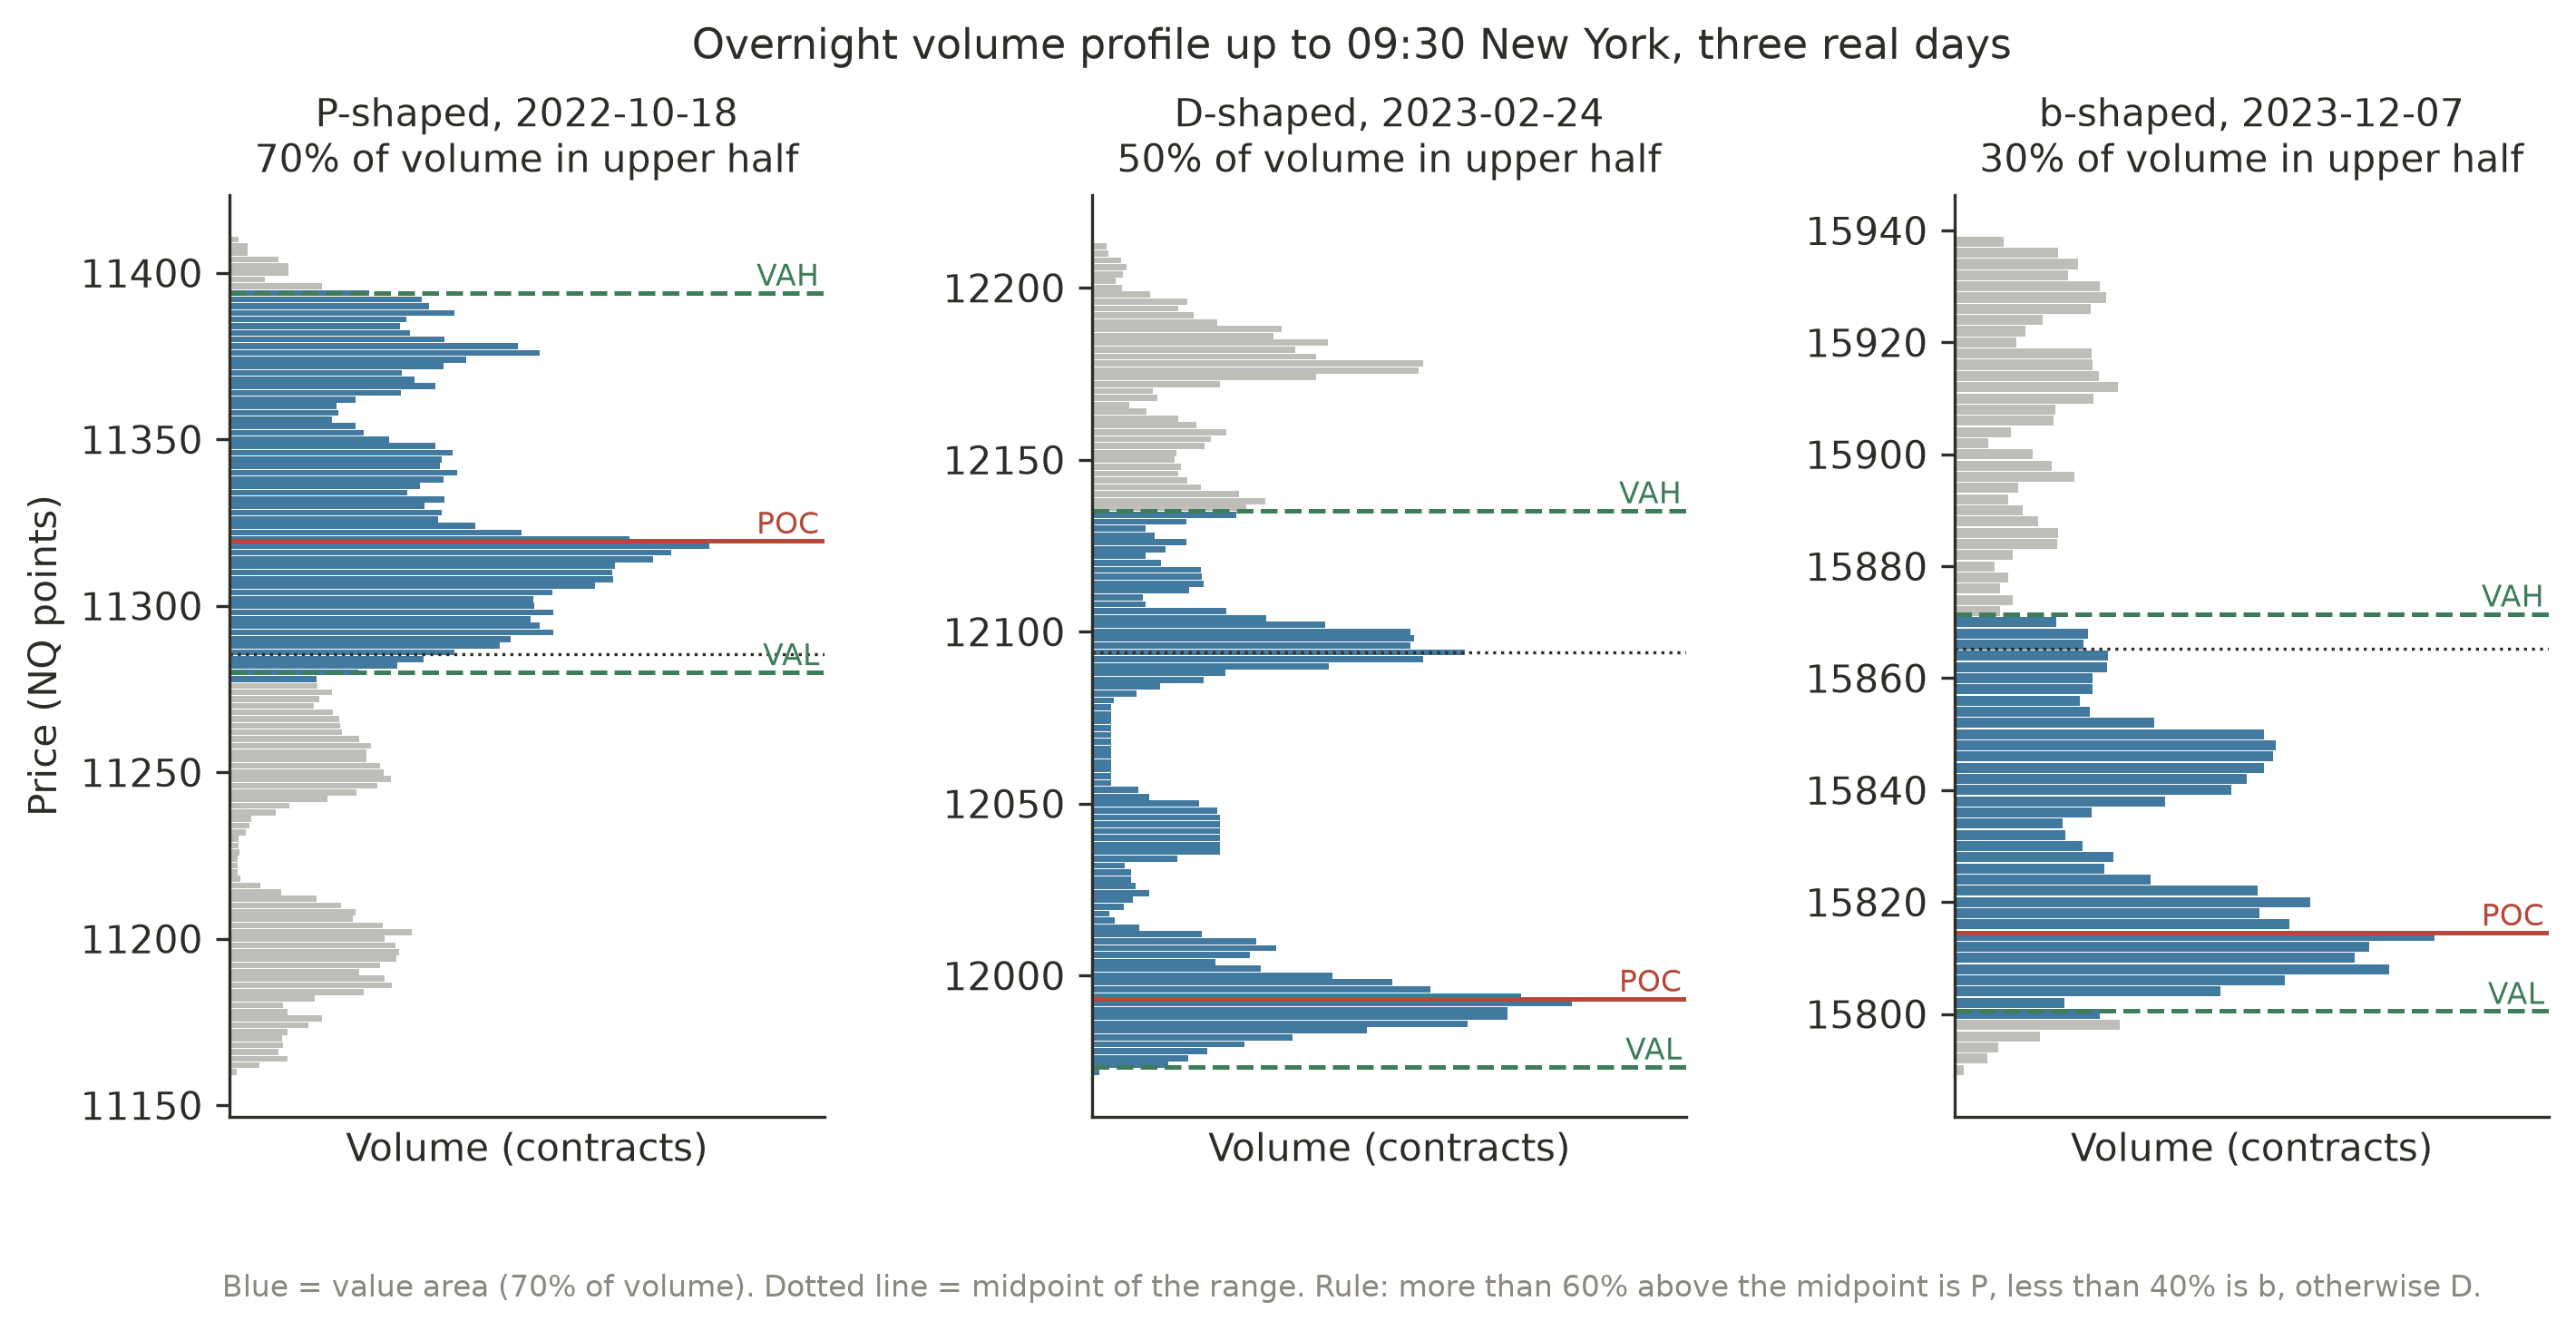 Overnight volume profile up to 09:30 New York, three real days
P-shaped, 2022-10-18
70% of volume in upper half
D-shaped, 2023-02-24
50% of volume in upper half
b-shaped, 2023-12-07
30% of volume in upper half
Price (NQ points)
11400
11350
11300
11250
11200
11150
VAH
POC
VAL
Volume (contracts)
12200
12150
12100
12050
12000
VAH
POC
VAL
Volume (contracts)
15940
15920
15900
15880
15860
15840
15820
15800
VAH
POC
VAL
Volume (contracts)
Blue = value area (70% of volume). Dotted line = midpoint of the range. Rule: more than 60% above the midpoint is P, less than 40% is b, otherwise D.